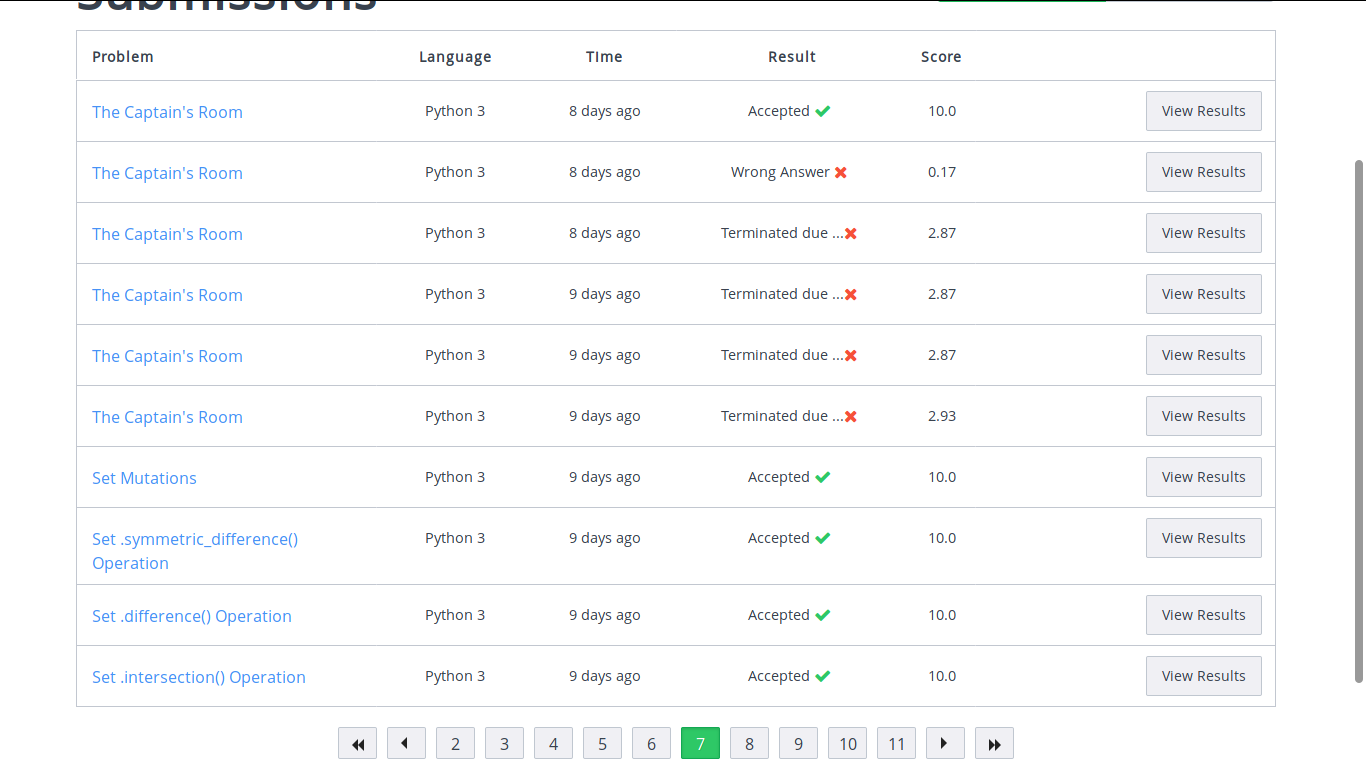 Submissions
Problem Language Time Result Score
The Captain's Room Python 3 8 days ago Accepted 10.0 View Results
The Captain's Room Python 3 8 days ago Wrong Answer 0.17 View Results
The Captain's Room Python 3 8 days ago Terminated due ... 2.87 View Results
The Captain's Room Python 3 9 days ago Terminated due ... 2.87 View Results
The Captain's Room Python 3 9 days ago Terminated due ... 2.87 View Results
The Captain's Room Python 3 9 days ago Terminated due ... 2.93 View Results
Set Mutations Python 3 9 days ago Accepted 10.0 View Results
Set .symmetric_difference() Python 3 9 days ago Accepted 10.0 View Results
Operation
Set .difference() Operation Python 3 9 days ago Accepted 10.0 View Results
Set .intersection() Operation Python 3 9 days ago Accepted 10.0 View Results
2 3 4 5 6 7 8 9 10 11